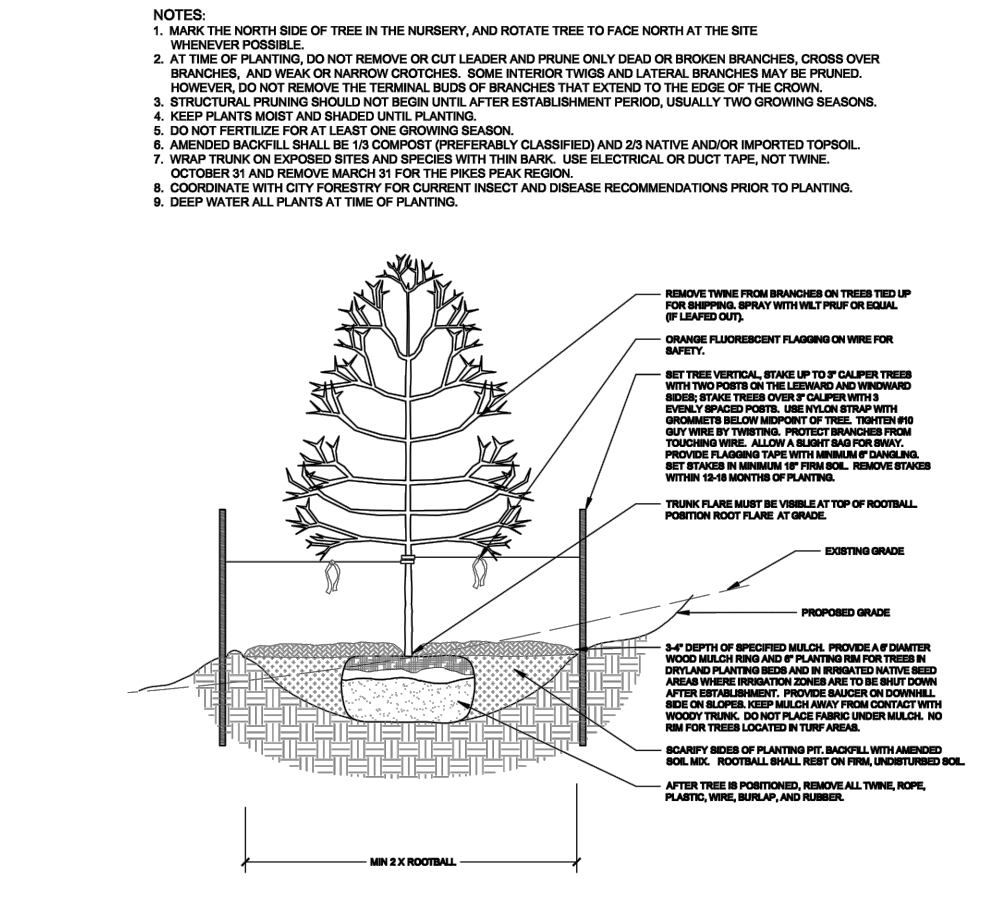 NOTES:
1. MARK THE NORTH SIDE OF TREE IN THE NURSERY, AND ROTATE TREE TO FACE NORTH AT THE SITE
WHENEVER POSSIBLE.
2. AT TIME OF PLANTING, DO NOT REMOVE OR CUT LEADER AND PRUNE ONLY DEAD OR BROKEN BRANCHES, CROSS OVER
BRANCHES, AND WEAK OR NARROW CROTCHES. SOME INTERIOR TWIGS AND LATERAL BRANCHES MAY BE PRUNED.
HOWEVER, DO NOT REMOVE THE TERMINAL BUDS OF BRANCHES THAT EXTEND TO THE EDGE OF THE CROWN.
3. STRUCTURAL PRUNING SHOULD NOT BEGIN UNTIL AFTER ESTABLISHMENT PERIOD, USUALLY TWO GROWING SEASONS.
4. KEEP PLANTS MOIST AND SHADED UNTIL PLANTING.
5. DO NOT FERTILIZE FOR AT LEAST ONE GROWING SEASON.
6. AMENDED BACKFILL SHALL BE 1/3 COMPOST (PREFERABLY CLASSIFIED) AND 2/3 NATIVE AND/OR IMPORTED TOPSOIL.
7. WRAP TRUNK ON EXPOSED SITES AND SPECIES WITH THIN BARK. USE ELECTRICAL OR DUCT TAPE, NOT TWINE.
OCTOBER 31 AND REMOVE MARCH 31 FOR THE PIKES PEAK REGION.
8. COORDINATE WITH CITY FORESTRY FOR CURRENT INSECT AND DISEASE RECOMMENDATIONS PRIOR TO PLANTING.
9. DEEP WATER ALL PLANTS AT TIME OF PLANTING.
REMOVE TWINE FROM BRANCHES ON TREES TIED UP
FOR SHIPPING. SPRAY WITH WILT PRUF OR EQUAL
(IF LEAFED OUT).
ORANGE FLUORESCENT FLAGGING ON WIRE FOR
SAFETY.
SET TREE VERTICAL, STAKE UP TO 3" CALIPER TREES
WITH TWO POSTS ON THE LEEWARD AND WINDWARD
SIDES; STAKE TREES OVER 3" CALIPER WITH 3
EVENLY SPACED POSTS. USE NYLON STRAP WITH
GROMMETS BELOW MIDPOINT OF TREE. TIGHTEN #10
GUY WIRE BY TWISTING. PROTECT BRANCHES FROM
TOUCHING WIRE. ALLOW A SLIGHT SAG FOR SWAY.
PROVIDE FLAGGING TAPE WITH MINIMUM 6" DANGLING.
SET STAKES IN MINIMUM 18" FIRM SOIL. REMOVE STAKES
WITHIN 12-18 MONTHS OF PLANTING.
TRUNK FLARE MUST BE VISIBLE AT TOP OF ROOTBALL.
POSITION ROOT FLARE AT GRADE.
EXISTING GRADE
PROPOSED GRADE
3-4" DEPTH OF SPECIFIED MULCH. PROVIDE A 6' DIAMTER
WOOD MULCH RING AND 6" PLANTING RIM FOR TREES IN
DRYLAND PLANTING BEDS AND IN IRRIGATED NATIVE SEED
AREAS WHERE IRRIGATION ZONES ARE TO BE SHUT DOWN
AFTER ESTABLISHMENT. PROVIDE SAUCER ON DOWNHILL
SIDE ON SLOPES. KEEP MULCH AWAY FROM CONTACT WITH
WOODY TRUNK. DO NOT PLACE FABRIC UNDER MULCH. NO
RIM FOR TREES LOCATED IN TURF AREAS.
SCARIFY SIDES OF PLANTING PIT. BACKFILL WITH AMENDED
SOIL MIX. ROOTBALL SHALL REST ON FIRM, UNDISTURBED SOIL.
AFTER TREE IS POSITIONED, REMOVE ALL TWINE, ROPE,
PLASTIC, WIRE, BURLAP, AND RUBBER.
MIN 2 X ROOTBALL